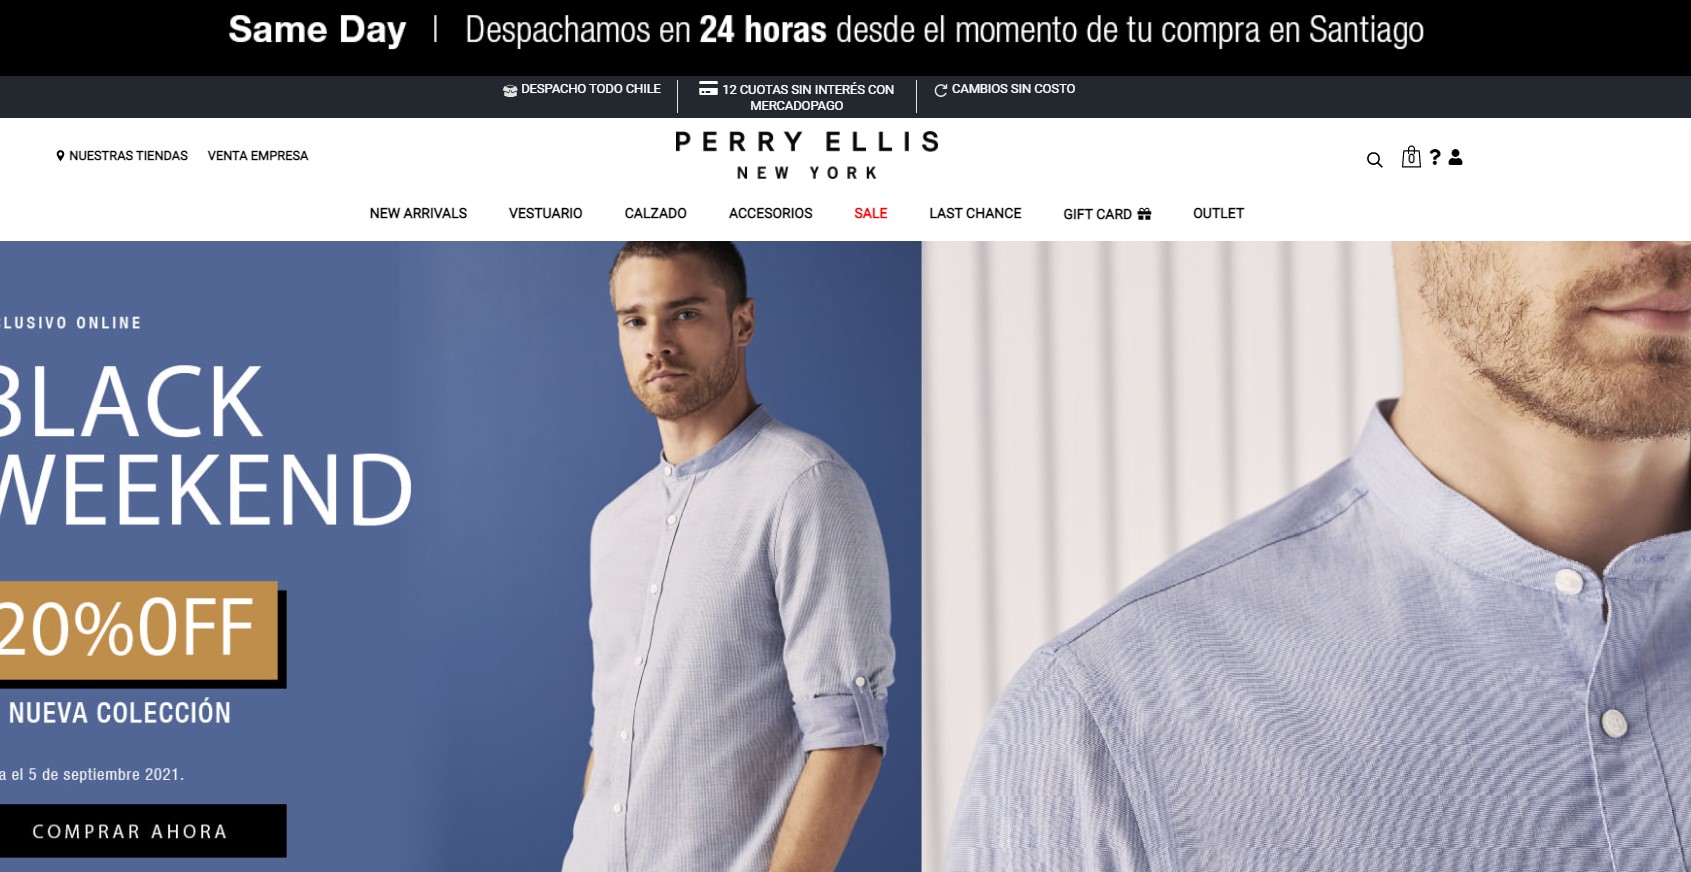 Same Day | Despachamos en 24 horas desde el momento de tu compra en Santiago
DESPACHO TODO CHILE
12 CUOTAS SIN INTERÉS CON
MERCADOPAGO
CAMBIOS SIN COSTO
NUESTRAS TIENDAS
VENTA EMPRESA
PERRY ELLIS
NEW YORK
0
?
NEW ARRIVALS
VESTUARIO
CALZADO
ACCESORIOS
SALE
LAST CHANCE
GIFT CARD
OUTLET
LUSIVO ONLINE
BLACK
WEEKEND
20%OFF
NUEVA COLECCIÓN
a el 5 de septiembre 2021.
COMPRAR AHORA